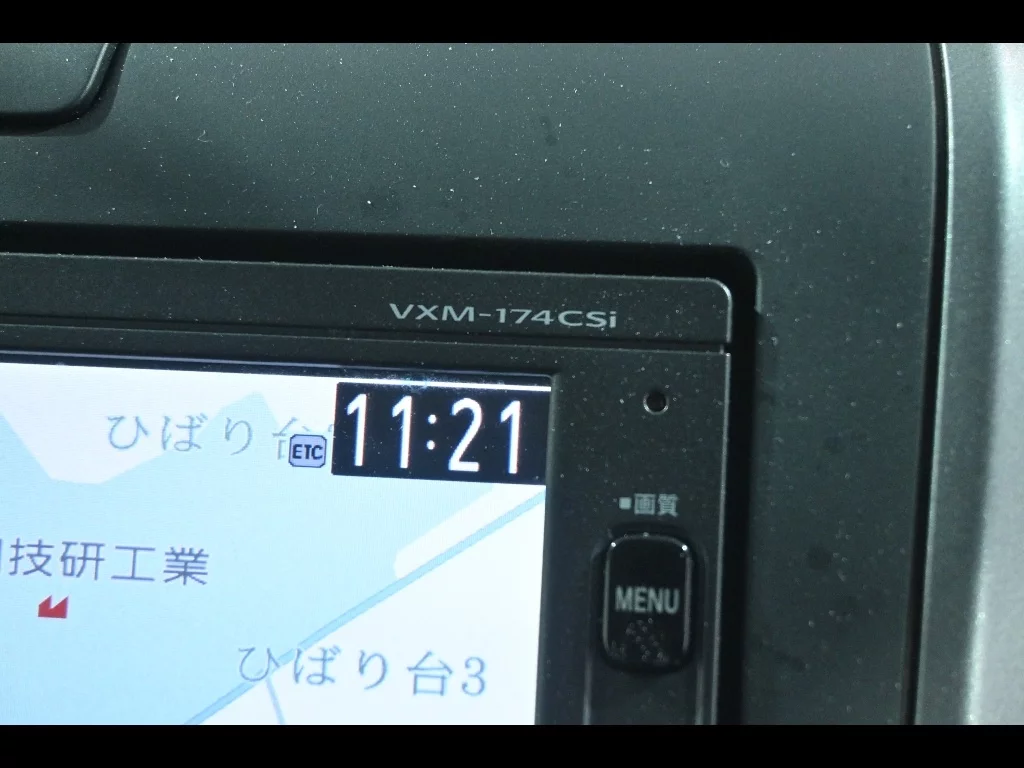 VXM-174CSi
ひばり台
ETC
11:21
■画質
技研工業
MENU
ひばり台3